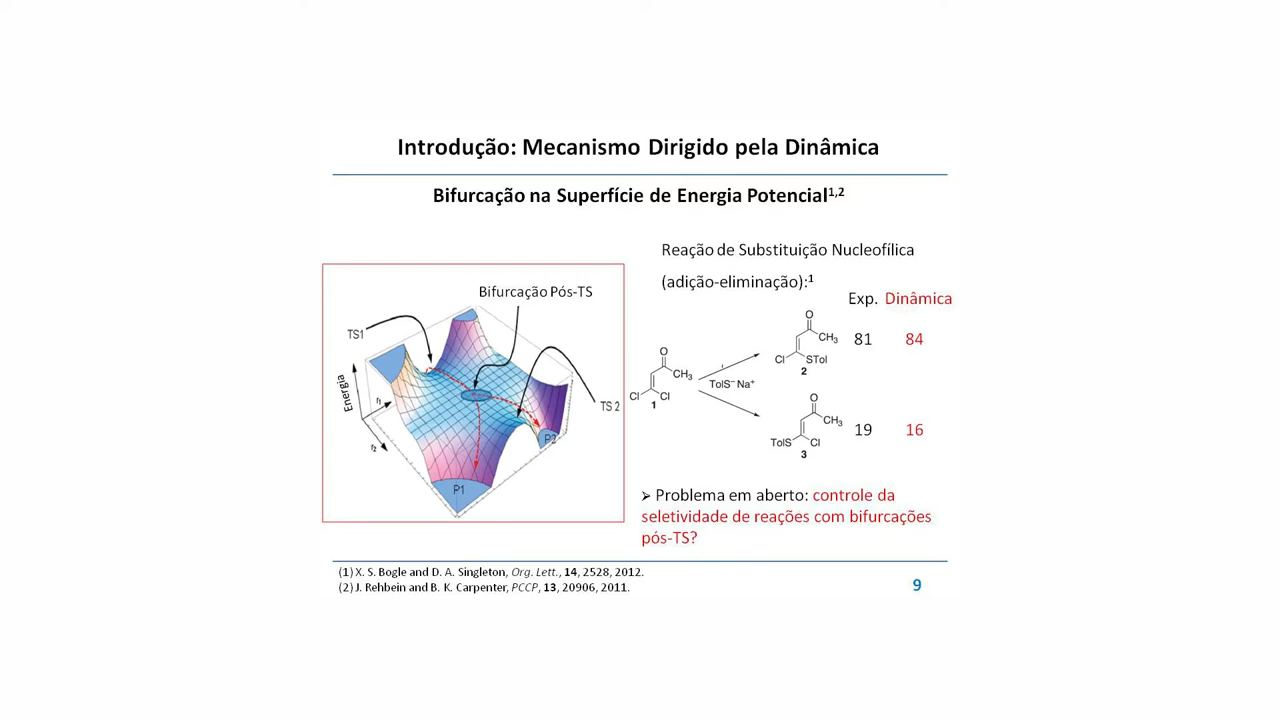 Introdução: Mecanismo Dirigido pela Dinâmica
Bifurcação na Superfície de Energia Potencial1,2
Reação de Substituição Nucleofílica
(adição-eliminação):1
Exp. Dinâmica
Bifurcação Pós-TS
TS1
TS 2
Energia
r1
r2
P1
P2
O
CH3
Cl
Cl
1
TolS– Na+
O
CH3
Cl
STol
2
81 84
O
CH3
TolS
Cl
3
19 16
➢ Problema em aberto: controle da
seletividade de reações com bifurcações
pós-TS?
(1) X. S. Bogle and D. A. Singleton, Org. Lett., 14, 2528, 2012.
(2) J. Rehbein and B. K. Carpenter, PCCP, 13, 20906, 2011.
9